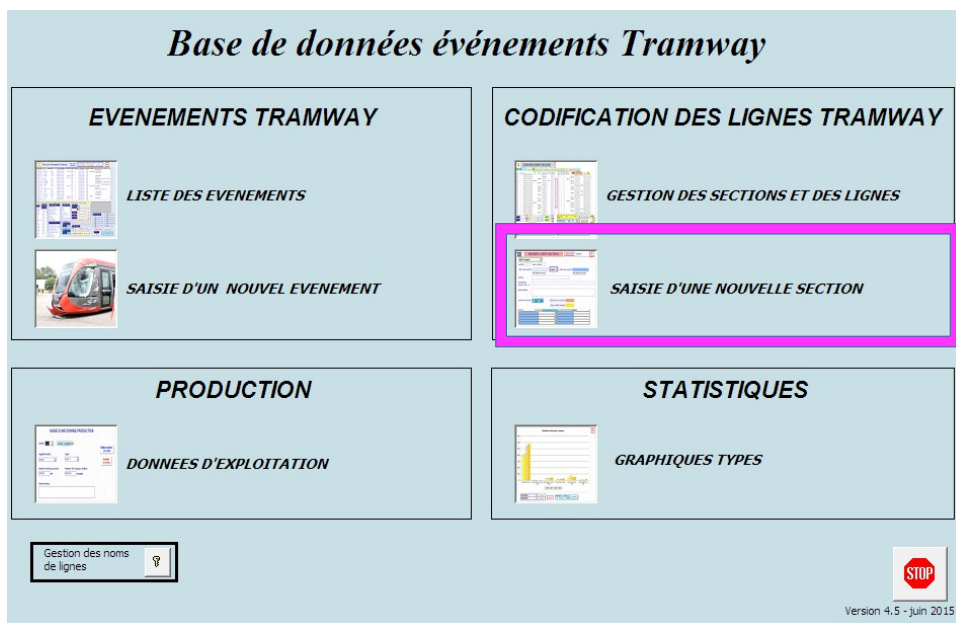 Base de données événements Tramway
EVENEMENTS TRAMWAY
LISTE DES EVENEMENTS
SAISIE D'UN NOUVEL EVENEMENT
CODIFICATION DES LIGNES TRAMWAY
GESTION DES SECTIONS ET DES LIGNES
SAISIE D'UNE NOUVELLE SECTION
PRODUCTION
DONNEES D'EXPLOITATION
STATISTIQUES
GRAPHIQUES TYPES
Gestion des noms
de lignes
STOP
Version 4.5 - juin 2015